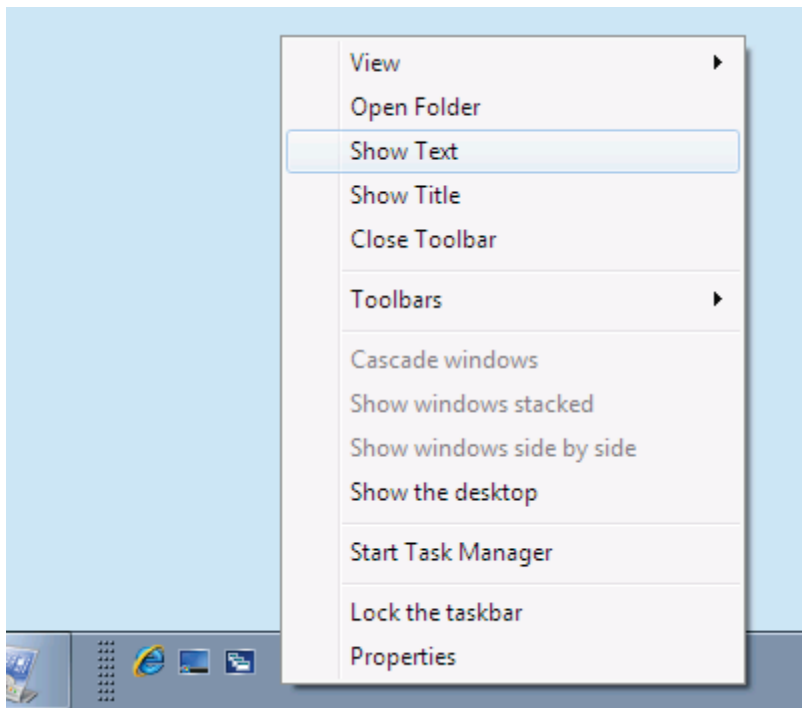 View
Open Folder
Show Text
Show Title
Close Toolbar
Toolbars
Cascade windows
Show windows stacked
Show windows side by side
Show the desktop
Start Task Manager
Lock the taskbar
Properties